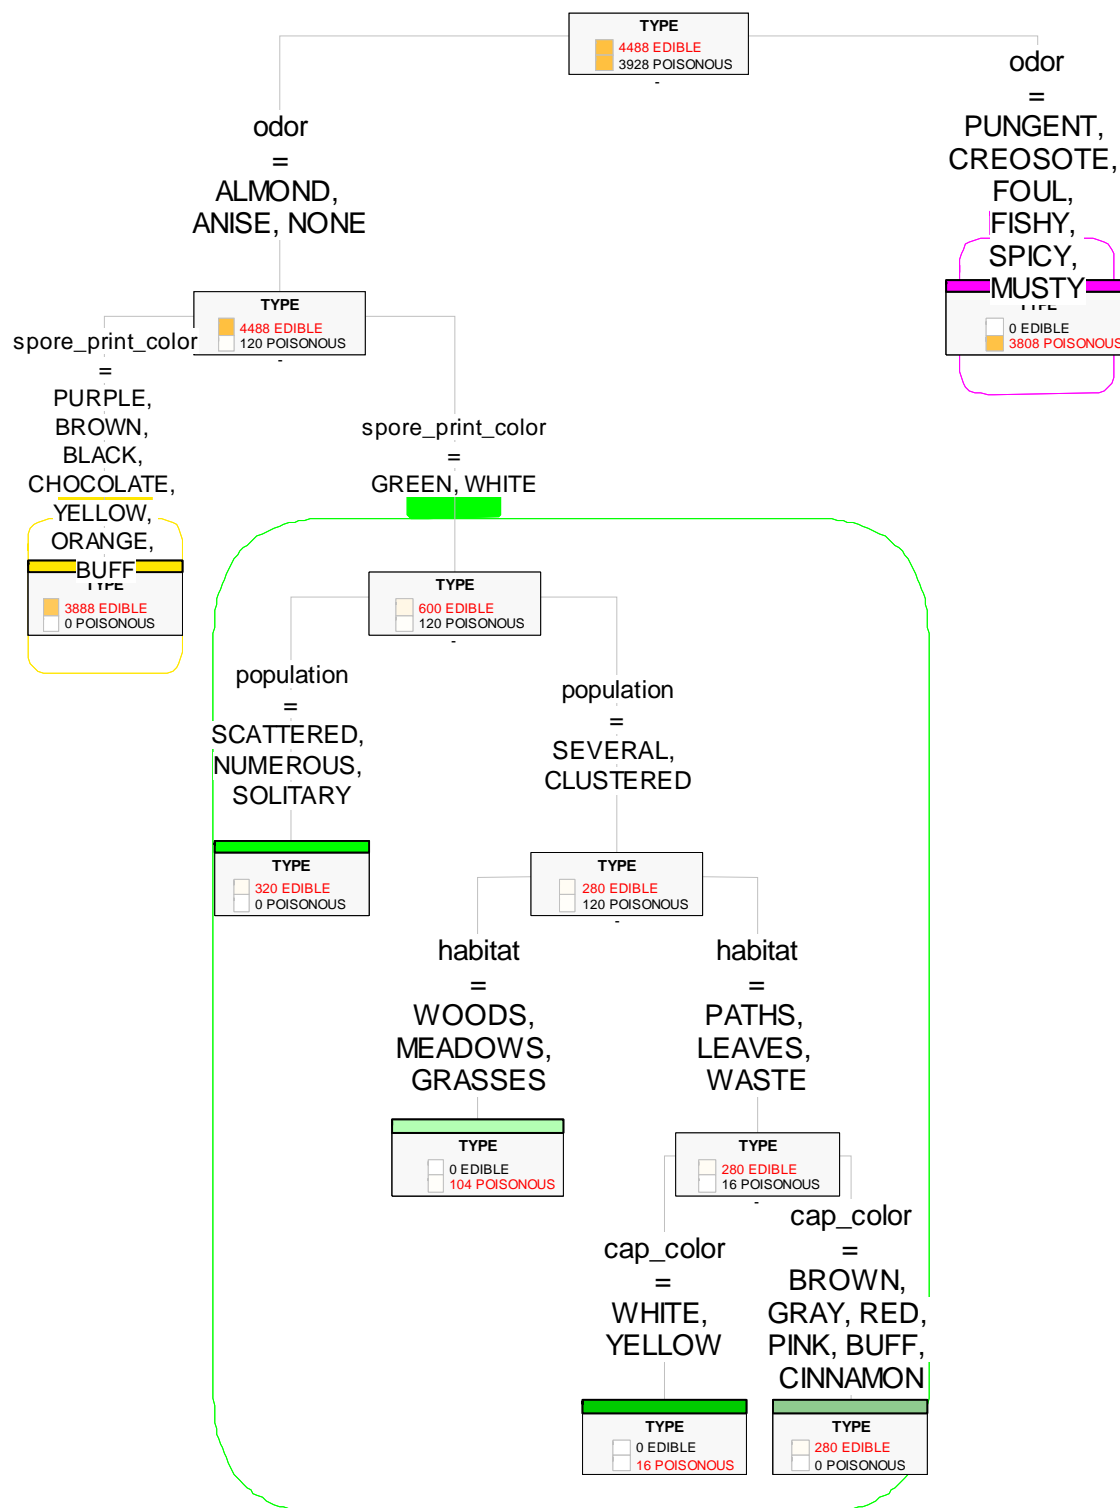 TYPE
4488 EDIBLE
3928 POISONOUS
-
odor
=
ALMOND,
ANISE, NONE
odor
=
PUNGENT,
CREOSOTE,
FOUL,
FISHY,
SPICY,
MUSTY
TYPE
0 EDIBLE
3808 POISONOUS
TYPE
4488 EDIBLE
120 POISONOUS
-
spore_print_color
=
PURPLE,
BROWN,
BLACK,
CHOCOLATE,
YELLOW,
ORANGE,
BUFF
TYPE
3888 EDIBLE
0 POISONOUS
spore_print_color
=
GREEN, WHITE
TYPE
600 EDIBLE
120 POISONOUS
-
population
=
SCATTERED,
NUMEROUS,
SOLITARY
TYPE
320 EDIBLE
0 POISONOUS
population
=
SEVERAL,
CLUSTERED
TYPE
280 EDIBLE
120 POISONOUS
-
habitat
=
WOODS,
MEADOWS,
GRASSES
TYPE
0 EDIBLE
104 POISONOUS
habitat
=
PATHS,
LEAVES,
WASTE
TYPE
280 EDIBLE
16 POISONOUS
-
cap_color
=
WHITE,
YELLOW
TYPE
0 EDIBLE
16 POISONOUS
cap_color
=
BROWN,
GRAY, RED,
PINK, BUFF,
CINNAMON
TYPE
280 EDIBLE
0 POISONOUS